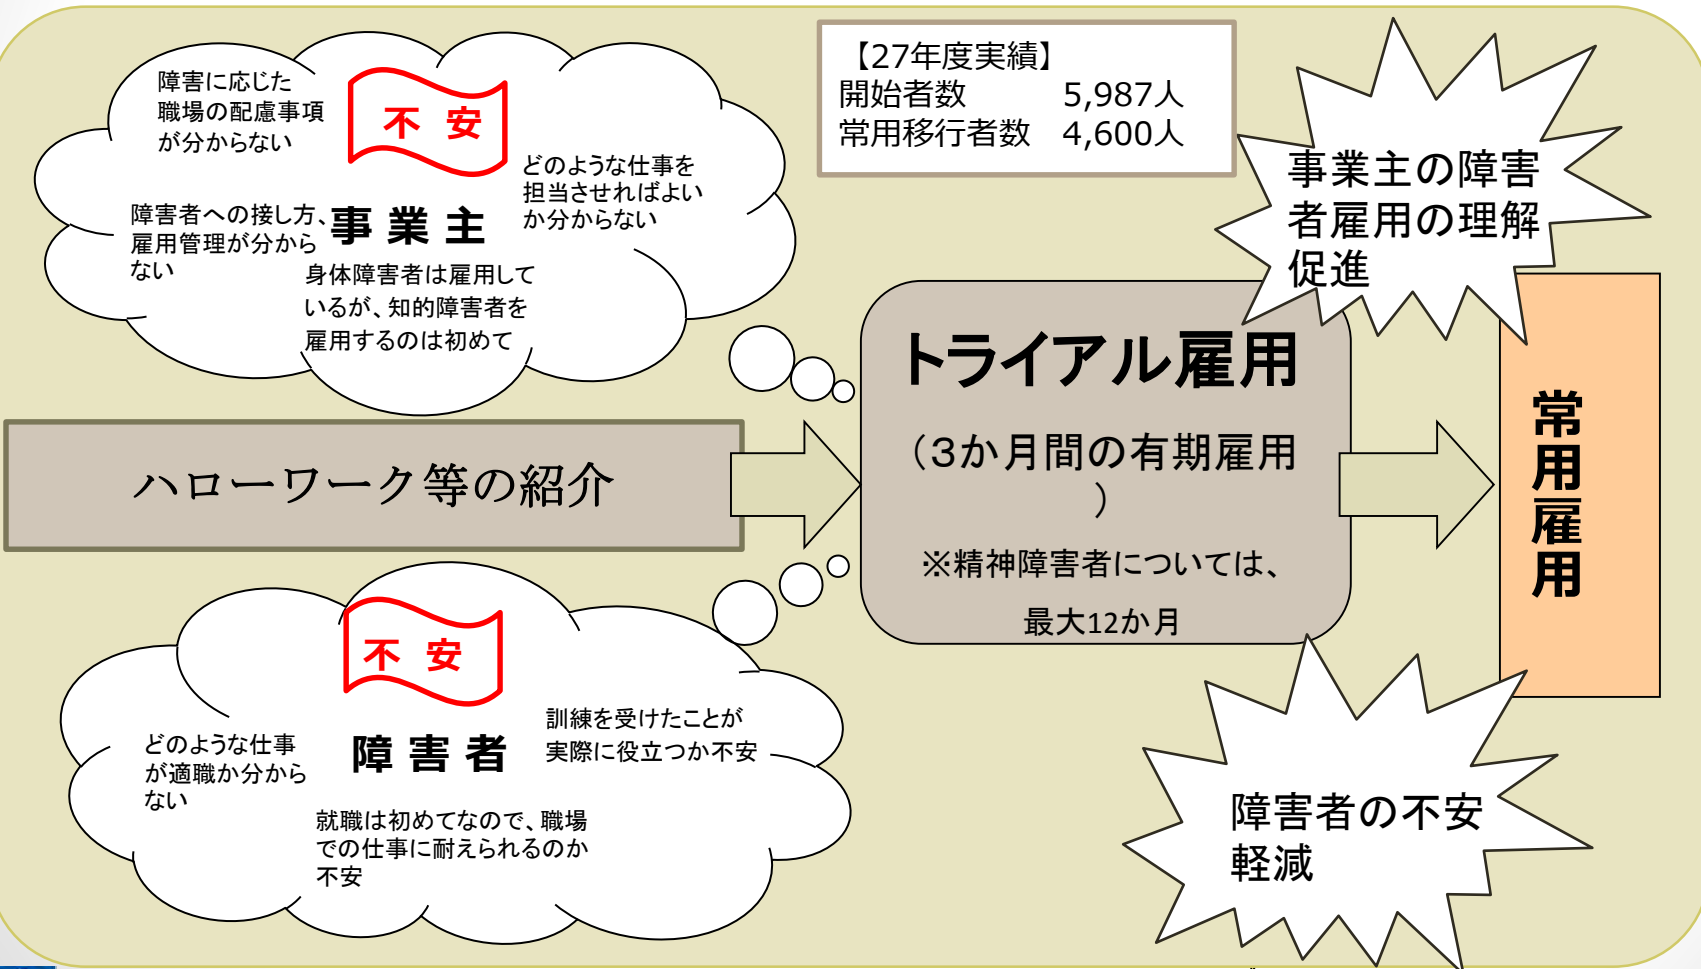 障害に応じた
職場の配慮事項
が分からない
不 安
どのような仕事を
担当させればよい
か分からない
障害者への接し方、
雇用管理が分から
ない
事 業 主
身体障害者は雇用して
いるが、知的障害者を
雇用するのは初めて
【27年度実績】
開始者数 5,987人
常用移行者数 4,600人
事業主の障害
者雇用の理解
促進
ハローワーク等の紹介
トライアル雇用
（3か月間の有期雇用
）
※精神障害者については、
最大12か月
常用雇用
不 安
どのような仕事
が適職か分から
ない
障 害 者
訓練を受けたことが
実際に役立つか不安
就職は初めてなので、職場
での仕事に耐えられるのか
不安
障害者の不安
軽減